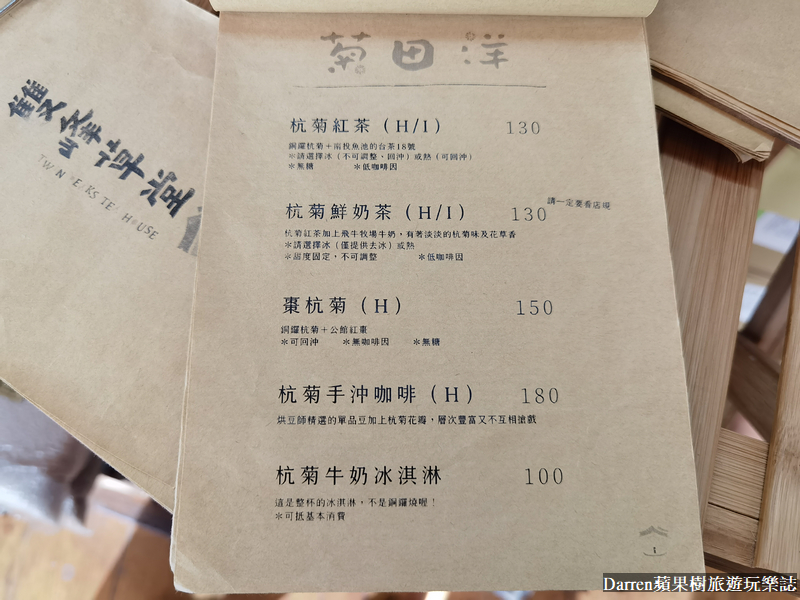 菊田洋
杭菊紅茶（H/I） 130
銅鑼杭菊＋南投魚池的台茶18號
＊請選擇冰（不可調整、回沖）或熱（可回沖）
＊無糖 ＊低咖啡因
杭菊鮮奶茶（H/I） 130
請一定要看店規
杭菊紅茶加上飛牛牧場牛奶，有著淡淡的杭菊味及花草香
＊請選擇冰（僅提供去冰）或熱
＊甜度固定，不可調整 ＊低咖啡因
棗杭菊（H） 150
銅鑼杭菊＋公館紅棗
＊可回沖 ＊無咖啡因 ＊無糖
杭菊手沖咖啡（H） 180
烘豆師精選的單品豆加上杭菊花瓣，層次豐富又不互相搶戲
杭菊牛奶冰淇淋 100
這是整杯的冰淇淋，不是銅鑼燒喔！
＊可抵基本消費
1
雙峰草堂
TWIN PEAKS TEA HOUSE
Darren蘋果樹旅遊玩樂誌